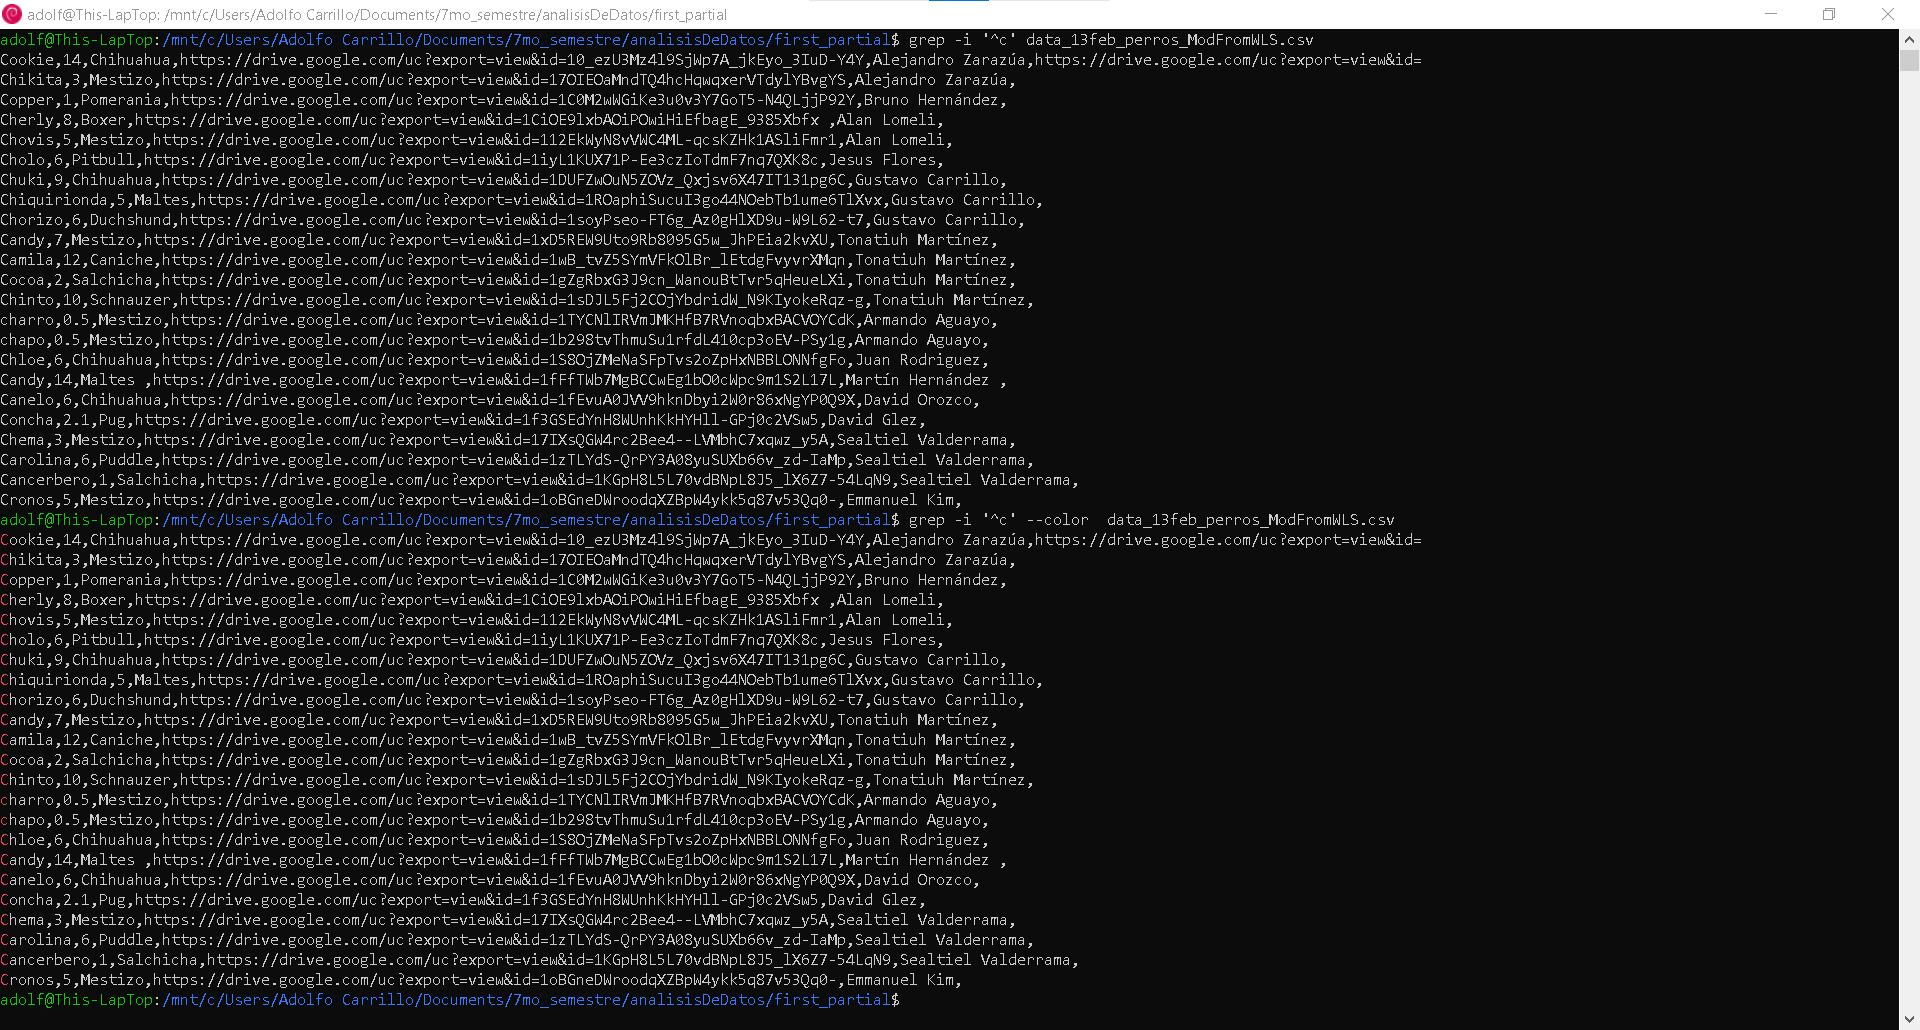 adolf@This-LapTop: /mnt/c/Users/Adolfo Carrillo/Documents/7mo_semestre/analisisDeDatos/first_partial
adolf@This-LapTop:/mnt/c/Users/Adolfo Carrillo/Documents/7mo_semestre/analisisDeDatos/first_partial$ grep -i '^c' data_13feb_perros_ModFromWLS.csv
Cookie,14,Chihuahua,https://drive.google.com/uc?export=view&id=10_ezU3Mz4l9SjWp7A_jkEyo_3IuD-Y4Y,Alejandro Zarazúa,https://drive.google.com/uc?export=view&id=
Chikita,3,Mestizo,https://drive.google.com/uc?export=view&id=17OIEOaMndTQ4hcHqwqxerVTdylYBvgYS,Alejandro Zarazúa,
Copper,1,Pomerania,https://drive.google.com/uc?export=view&id=1C0M2wWGiKe3u0v3Y7GoT5-N4QLjjP92Y,Bruno Hernández,
Cherly,8,Boxer,https://drive.google.com/uc?export=view&id=1CiOE9lxbAOiPOwiHiEfbagE_9385Xbfx ,Alan Lomeli,
Chovis,5,Mestizo,https://drive.google.com/uc?export=view&id=112EkWyN8vVWC4ML-qcsKZHk1ASliFmr1,Alan Lomeli,
Cholo,6,Pitbull,https://drive.google.com/uc?export=view&id=1iyL1KUX71P-Ee3czIoTdmF7nq7QXK8c,Jesus Flores,
Chuki,9,Chihuahua,https://drive.google.com/uc?export=view&id=1DUFZwOuN5ZOVz_Qxjsv6X47IT131pg6C,Gustavo Carrillo,
Chiquirionda,5,Maltes,https://drive.google.com/uc?export=view&id=1ROaphiSucuI3go44NOebTb1ume6TlXvx,Gustavo Carrillo,
Chorizo,6,Duchshund,https://drive.google.com/uc?export=view&id=1soyPseo-FT6g_Az0gHlXD9u-W9L62-t7,Gustavo Carrillo,
Candy,7,Mestizo,https://drive.google.com/uc?export=view&id=1xD5REW9Uto9Rb8095G5w_JhPEia2kvXU,Tonatiuh Martínez,
Camila,12,Caniche,https://drive.google.com/uc?export=view&id=1wB_tvZ5SYmVFkOlBr_lEtdgFvyvrXMqn,Tonatiuh Martínez,
Cocoa,2,Salchicha,https://drive.google.com/uc?export=view&id=1gZgRbxG3J9cn_WanouBtTvr5qHeueLXi,Tonatiuh Martínez,
Chinto,10,Schnauzer,https://drive.google.com/uc?export=view&id=1sDJL5Fj2COjYbdridW_N9KIyokeRqz-g,Tonatiuh Martínez,
charro,0.5,Mestizo,https://drive.google.com/uc?export=view&id=1TYCNlIRVmJMKHfB7RVnoqbxBACVOYCdK,Armando Aguayo,
chapo,0.5,Mestizo,https://drive.google.com/uc?export=view&id=1b298tvThmuSu1rfdL410cp3oEV-PSy1g,Armando Aguayo,
Chloe,6,Chihuahua,https://drive.google.com/uc?export=view&id=1S8OjZMeNaSFpTvs2oZpHxNBBLONNfgFo,Juan Rodriguez,
Candy,14,Maltes ,https://drive.google.com/uc?export=view&id=1fFfTWb7MgBCCwEg1bO0cWpc9m1S2L17L,Martín Hernández ,
Canelo,6,Chihuahua,https://drive.google.com/uc?export=view&id=1fEvuA0JVV9hknDbyi2W0r86xNgYP0Q9X,David Orozco,
Concha,2.1,Pug,https://drive.google.com/uc?export=view&id=1f3GSEdYnH8WUnhKkHYHll-GPj0c2VSw5,David Glez,
Chema,3,Mestizo,https://drive.google.com/uc?export=view&id=17IXsQGW4rc2Bee4--LVMbhC7xqwz_y5A,Sealtiel Valderrama,
Carolina,6,Puddle,https://drive.google.com/uc?export=view&id=1zTLYdS-QrPY3A08yuSUXb66v_zd-IaMp,Sealtiel Valderrama,
Cancerbero,1,Salchicha,https://drive.google.com/uc?export=view&id=1KGpH8L5L70vdBNpL8J5_lX6Z7-54LqN9,Sealtiel Valderrama,
Cronos,5,Mestizo,https://drive.google.com/uc?export=view&id=1oBGneDWroodqXZBpW4ykk5q87v53Qq0-,Emmanuel Kim,
adolf@This-LapTop:/mnt/c/Users/Adolfo Carrillo/Documents/7mo_semestre/analisisDeDatos/first_partial$ grep -i '^c' --color  data_13feb_perros_ModFromWLS.csv
Cookie,14,Chihuahua,https://drive.google.com/uc?export=view&id=10_ezU3Mz4l9SjWp7A_jkEyo_3IuD-Y4Y,Alejandro Zarazúa,https://drive.google.com/uc?export=view&id=
Chikita,3,Mestizo,https://drive.google.com/uc?export=view&id=17OIEOaMndTQ4hcHqwqxerVTdylYBvgYS,Alejandro Zarazúa,
Copper,1,Pomerania,https://drive.google.com/uc?export=view&id=1C0M2wWGiKe3u0v3Y7GoT5-N4QLjjP92Y,Bruno Hernández,
Cherly,8,Boxer,https://drive.google.com/uc?export=view&id=1CiOE9lxbAOiPOwiHiEfbagE_9385Xbfx ,Alan Lomeli,
Chovis,5,Mestizo,https://drive.google.com/uc?export=view&id=112EkWyN8vVWC4ML-qcsKZHk1ASliFmr1,Alan Lomeli,
Cholo,6,Pitbull,https://drive.google.com/uc?export=view&id=1iyL1KUX71P-Ee3czIoTdmF7nq7QXK8c,Jesus Flores,
Chuki,9,Chihuahua,https://drive.google.com/uc?export=view&id=1DUFZwOuN5ZOVz_Qxjsv6X47IT131pg6C,Gustavo Carrillo,
Chiquirionda,5,Maltes,https://drive.google.com/uc?export=view&id=1ROaphiSucuI3go44NOebTb1ume6TlXvx,Gustavo Carrillo,
Chorizo,6,Duchshund,https://drive.google.com/uc?export=view&id=1soyPseo-FT6g_Az0gHlXD9u-W9L62-t7,Gustavo Carrillo,
Candy,7,Mestizo,https://drive.google.com/uc?export=view&id=1xD5REW9Uto9Rb8095G5w_JhPEia2kvXU,Tonatiuh Martínez,
Camila,12,Caniche,https://drive.google.com/uc?export=view&id=1wB_tvZ5SYmVFkOlBr_lEtdgFvyvrXMqn,Tonatiuh Martínez,
Cocoa,2,Salchicha,https://drive.google.com/uc?export=view&id=1gZgRbxG3J9cn_WanouBtTvr5qHeueLXi,Tonatiuh Martínez,
Chinto,10,Schnauzer,https://drive.google.com/uc?export=view&id=1sDJL5Fj2COjYbdridW_N9KIyokeRqz-g,Tonatiuh Martínez,
charro,0.5,Mestizo,https://drive.google.com/uc?export=view&id=1TYCNlIRVmJMKHfB7RVnoqbxBACVOYCdK,Armando Aguayo,
chapo,0.5,Mestizo,https://drive.google.com/uc?export=view&id=1b298tvThmuSu1rfdL410cp3oEV-PSy1g,Armando Aguayo,
Chloe,6,Chihuahua,https://drive.google.com/uc?export=view&id=1S8OjZMeNaSFpTvs2oZpHxNBBLONNfgFo,Juan Rodriguez,
Candy,14,Maltes ,https://drive.google.com/uc?export=view&id=1fFfTWb7MgBCCwEg1bO0cWpc9m1S2L17L,Martín Hernández ,
Canelo,6,Chihuahua,https://drive.google.com/uc?export=view&id=1fEvuA0JVV9hknDbyi2W0r86xNgYP0Q9X,David Orozco,
Concha,2.1,Pug,https://drive.google.com/uc?export=view&id=1f3GSEdYnH8WUnhKkHYHll-GPj0c2VSw5,David Glez,
Chema,3,Mestizo,https://drive.google.com/uc?export=view&id=17IXsQGW4rc2Bee4--LVMbhC7xqwz_y5A,Sealtiel Valderrama,
Carolina,6,Puddle,https://drive.google.com/uc?export=view&id=1zTLYdS-QrPY3A08yuSUXb66v_zd-IaMp,Sealtiel Valderrama,
Cancerbero,1,Salchicha,https://drive.google.com/uc?export=view&id=1KGpH8L5L70vdBNpL8J5_lX6Z7-54LqN9,Sealtiel Valderrama,
Cronos,5,Mestizo,https://drive.google.com/uc?export=view&id=1oBGneDWroodqXZBpW4ykk5q87v53Qq0-,Emmanuel Kim,
adolf@This-LapTop:/mnt/c/Users/Adolfo Carrillo/Documents/7mo_semestre/analisisDeDatos/first_partial$